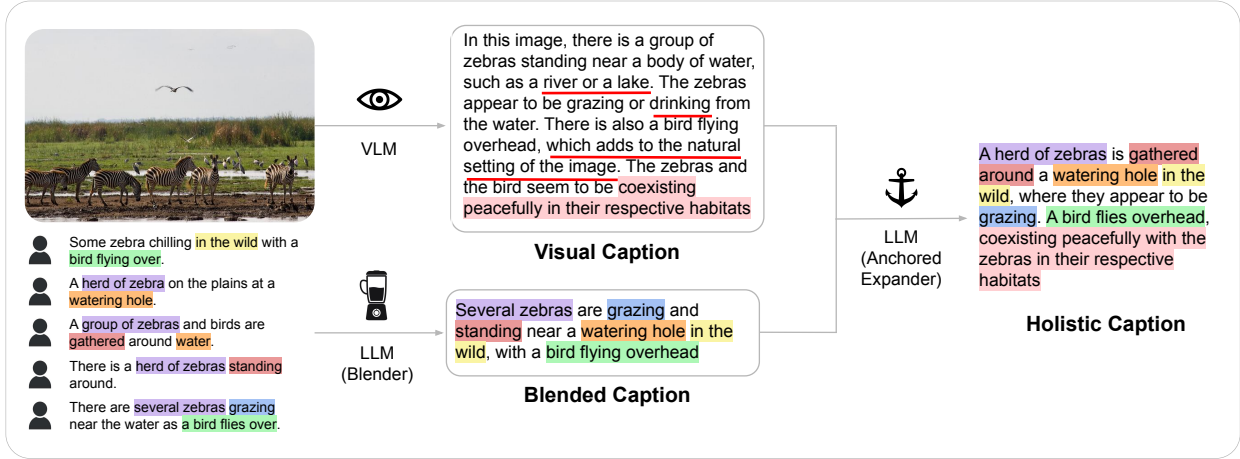 Some zebra chilling in the wild with a
bird flying over.
A herd of zebra on the plains at a
watering hole.
A group of zebras and birds are
gathered around water.
There is a herd of zebras standing
around.
There are several zebras grazing
near the water as a bird flies over.
VLM
LLM
(Blender)
In this image, there is a group of
zebras standing near a body of water,
such as a river or a lake. The zebras
appear to be grazing or drinking from
the water. There is also a bird flying
overhead, which adds to the natural
setting of the image. The zebras and
the bird seem to be coexisting
peacefully in their respective habitats
Visual Caption
Several zebras are grazing and
standing near a watering hole in the
wild, with a bird flying overhead
Blended Caption
LLM
(Anchored
Expander)
A herd of zebras is gathered
around a watering hole in the
wild, where they appear to be
grazing. A bird flies overhead,
coexisting peacefully with the
zebras in their respective
habitats
Holistic Caption